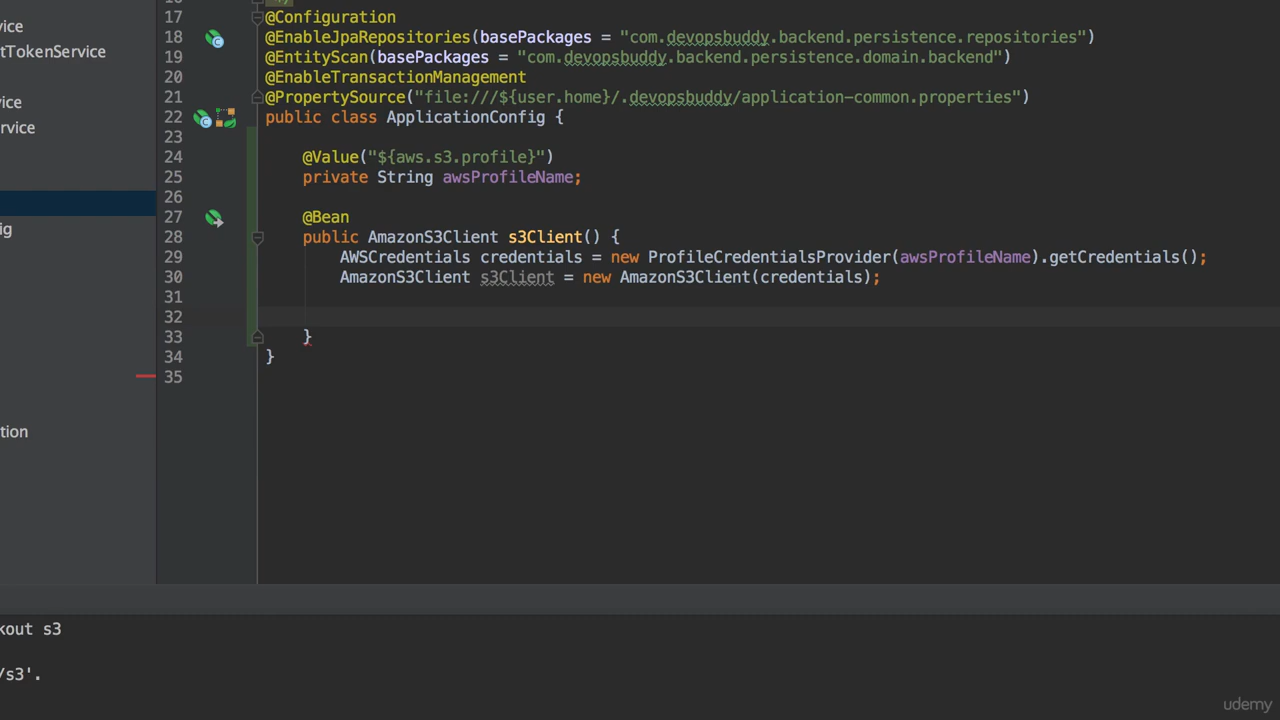 vice
17 @Configuration
18 @EnableJpaRepositories(basePackages = "com.devopsbuddy.backend.persistence.repositories")
tTokenService
19 @EntityScan(basePackages = "com.devopsbuddy.backend.persistence.domain.backend")
20 @EnableTransactionManagement
vice
21 @PropertySource("file:///${user.home}/.devopsbuddy/application-common.properties")
22 public class ApplicationConfig {
rvice
23
24 @Value("${aws.s3.profile}")
25 private String awsProfileName;
26
27 @Bean
ig
28 public AmazonS3Client s3Client() {
29 AWSCredentials credentials = new ProfileCredentialsProvider(awsProfileName).getCredentials();
30 AmazonS3Client s3Client = new AmazonS3Client(credentials);
31
32
33 }
34 }
35
tion
kout s3
/s3'.
udemy